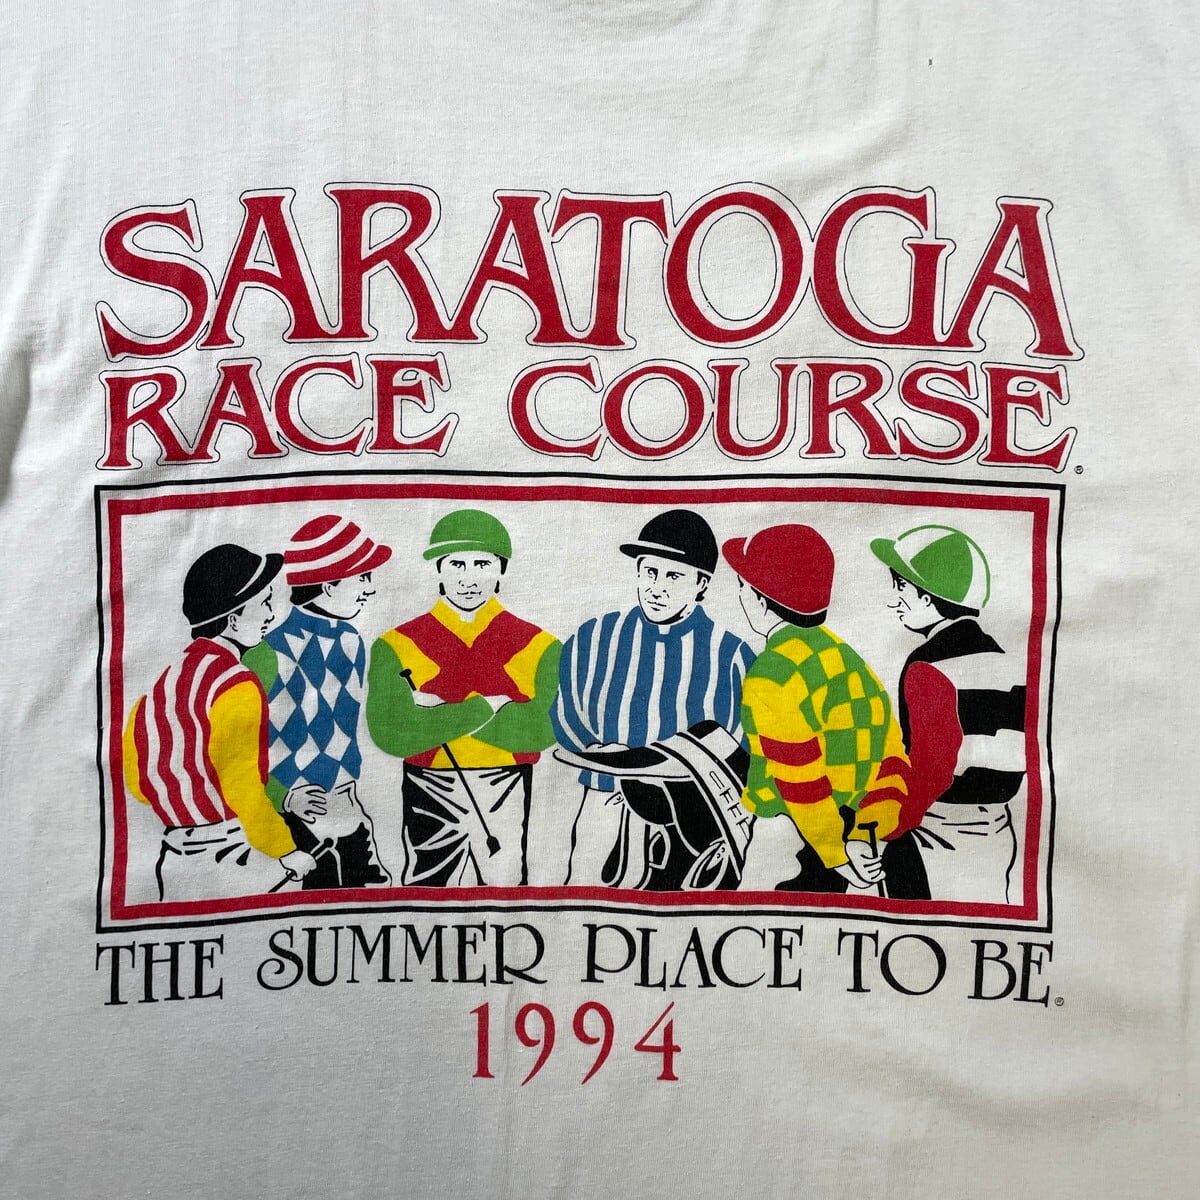 SARATOGA
RACE COURSE®
THE SUMMER PLACE TO BE®
1994